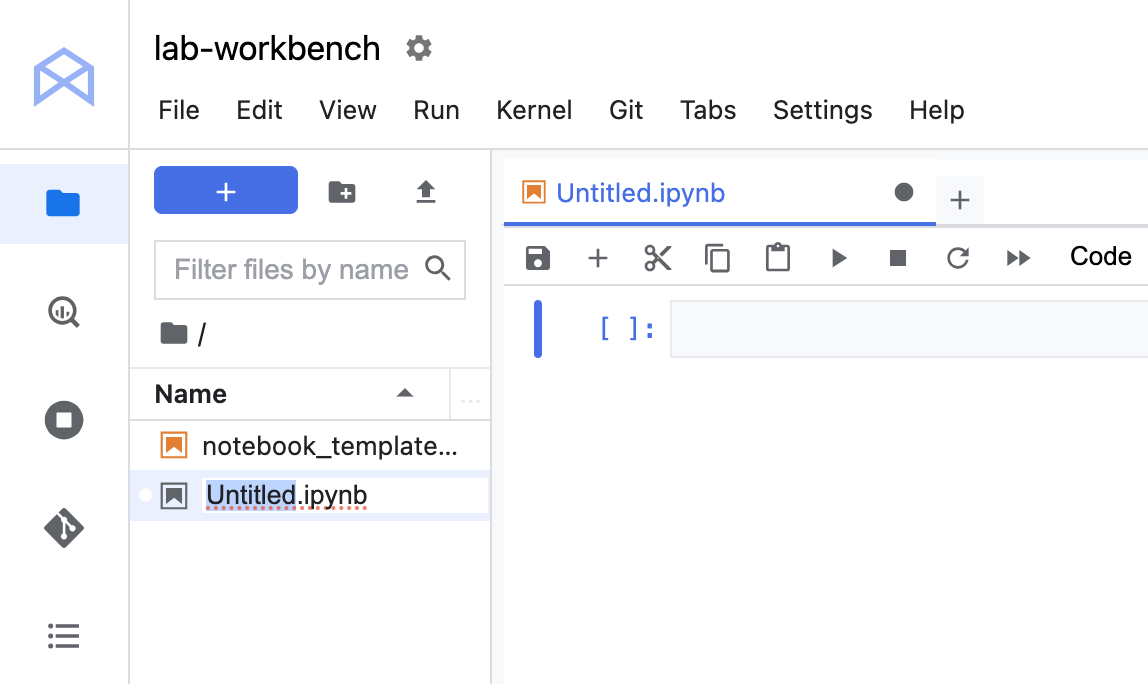 lab-workbench
File Edit View Run Kernel Git Tabs Settings Help
Untitled.ipynb
Filter files by name
Code
/
[ ]:
Name
...
notebook_template...
Untitled.ipynb